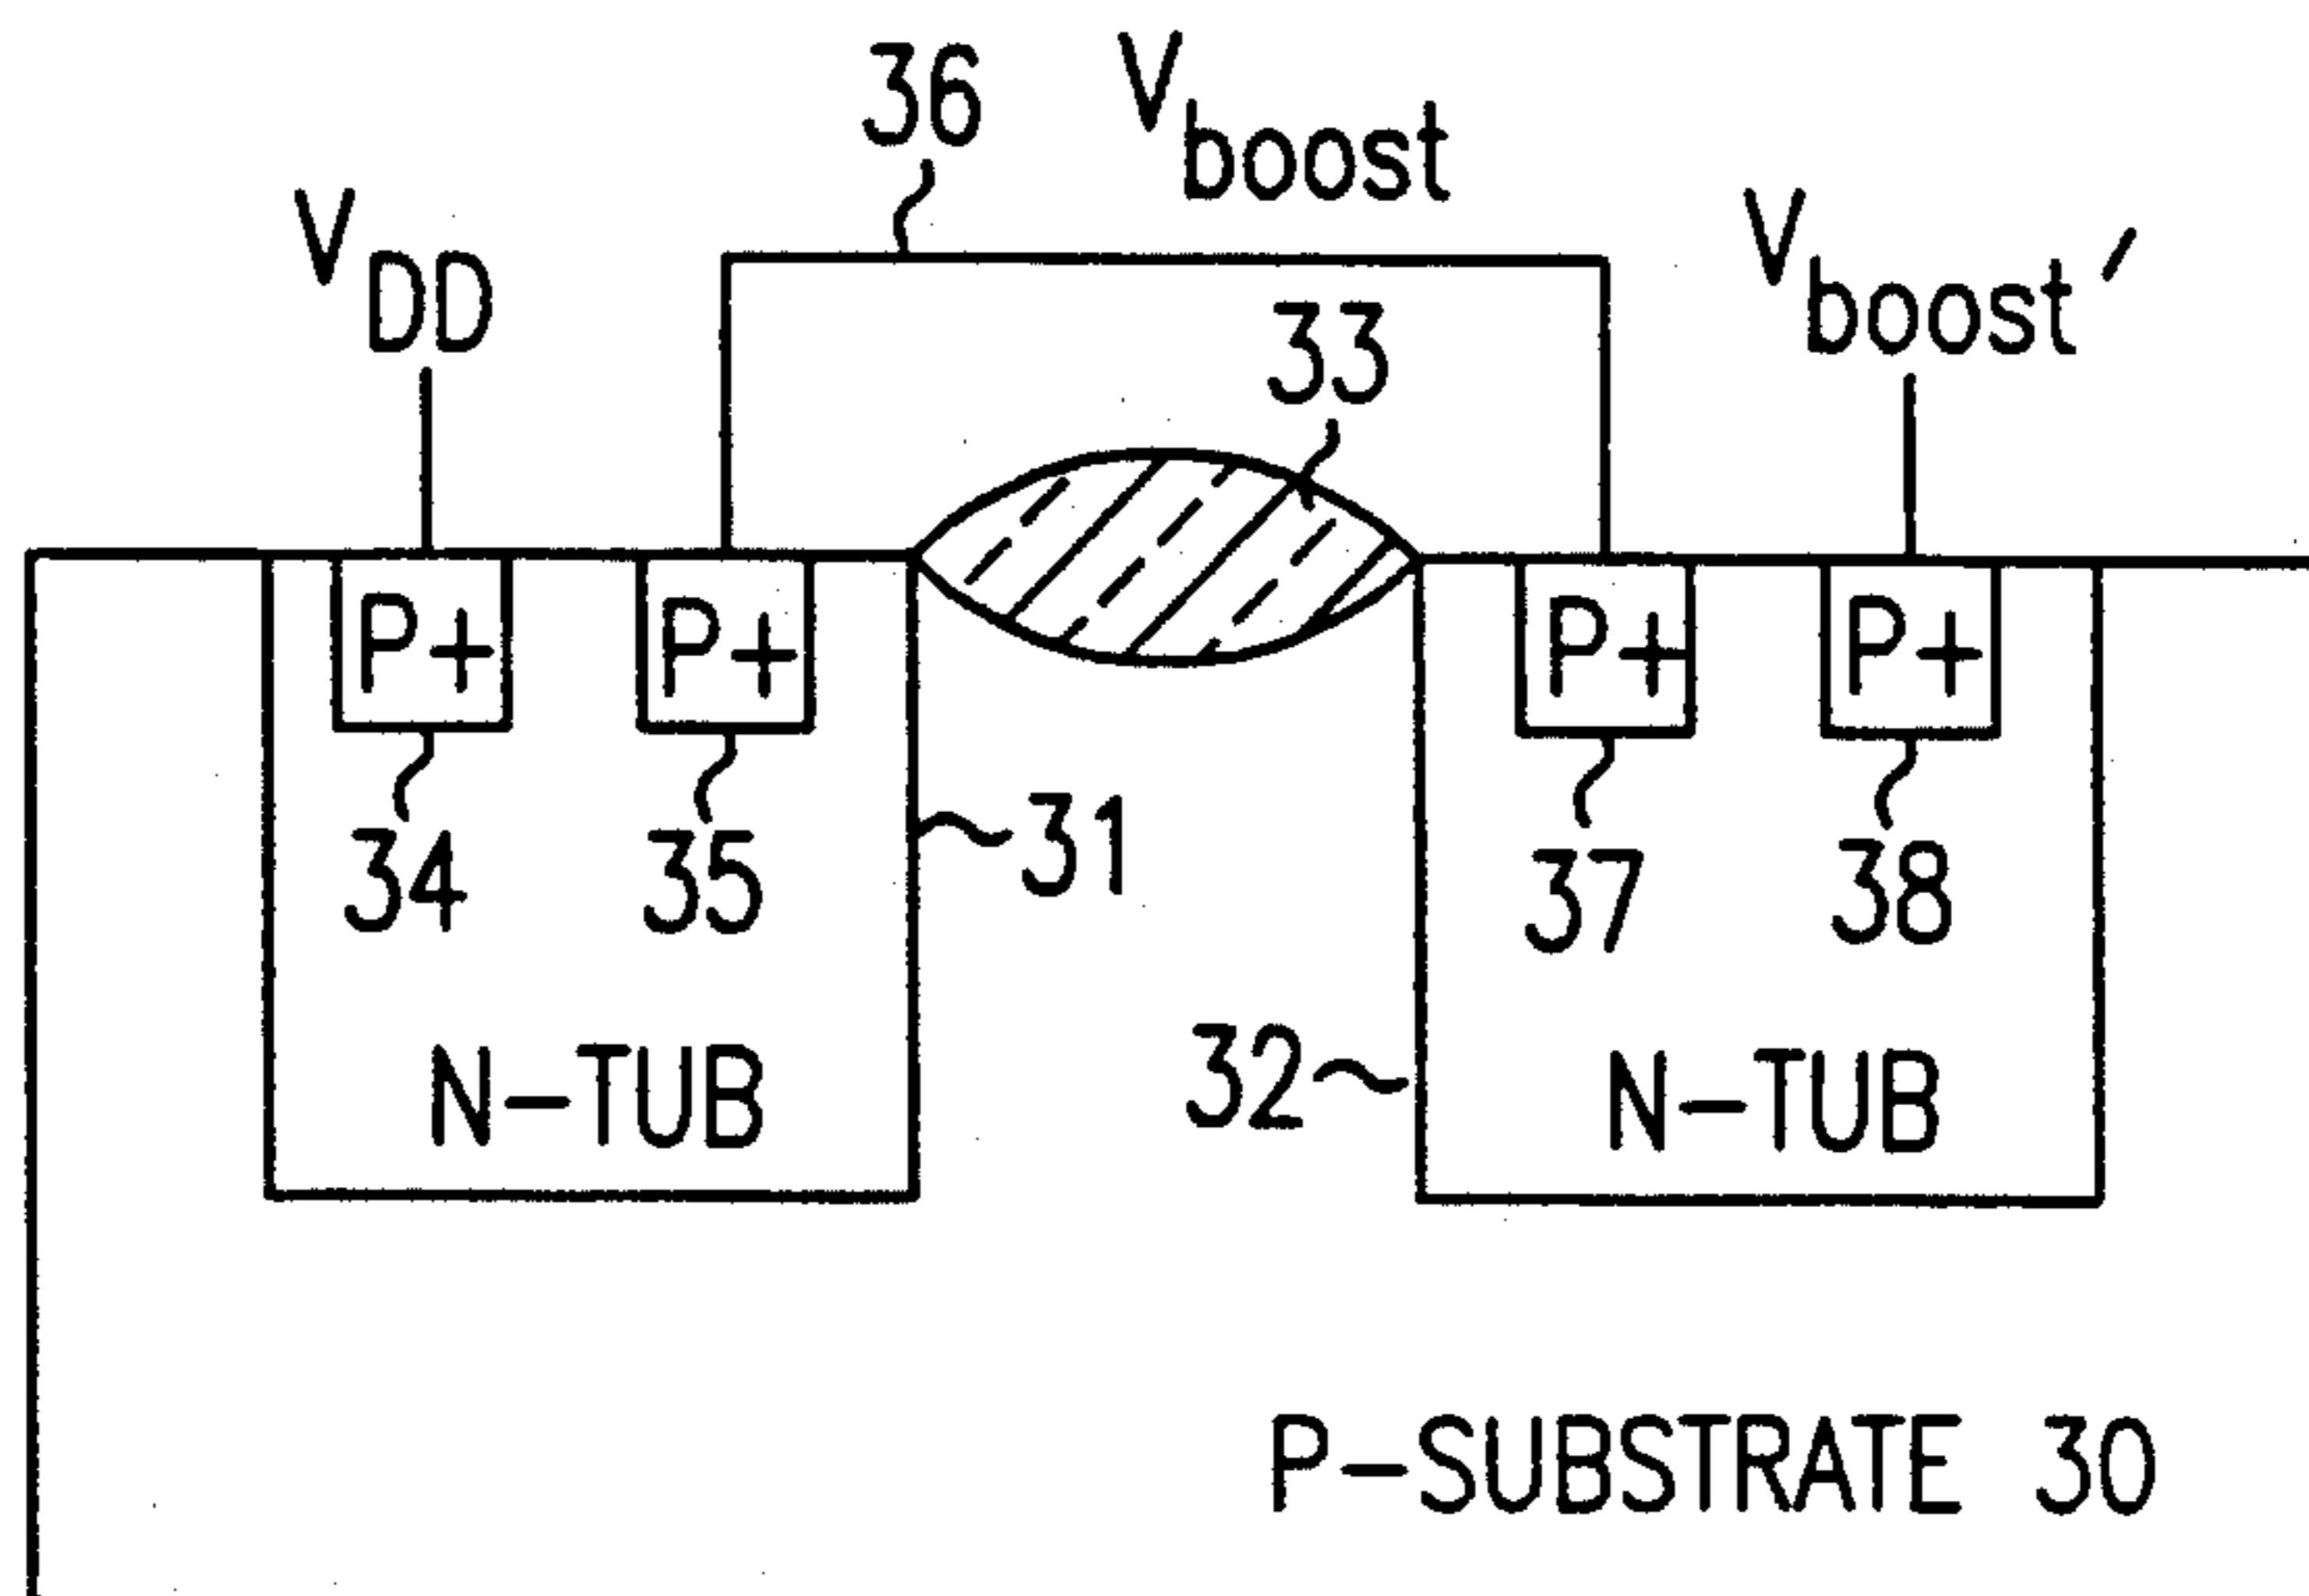 36 Vboost
VDD
Vboost'
33
P+ P+ P+ P+
34 35 31 37 38
32
N-TUB N-TUB
P-SUBSTRATE 30